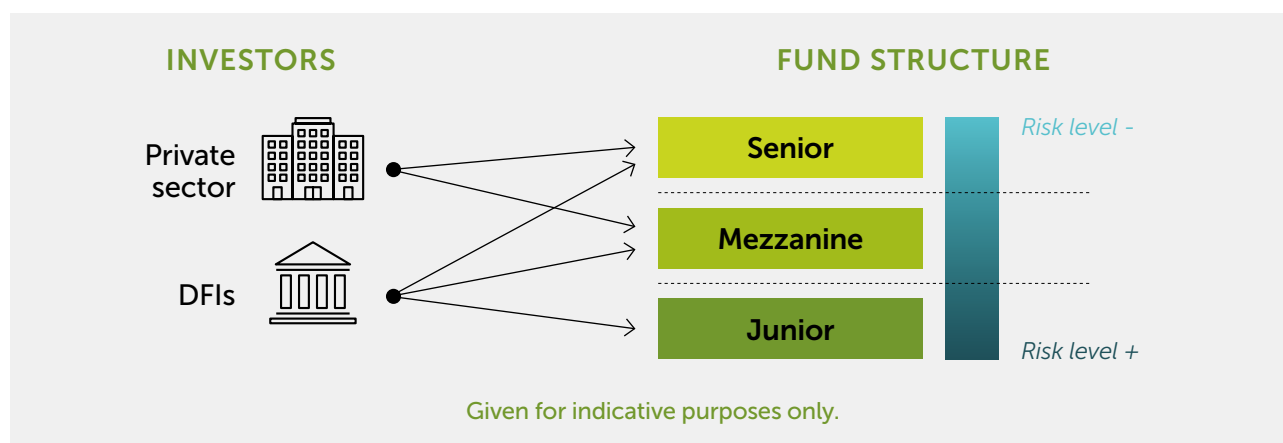 INVESTORS
FUND STRUCTURE
Private
sector
DFIs
Senior
Mezzanine
Junior
Risk level -
Risk level +
Given for indicative purposes only.